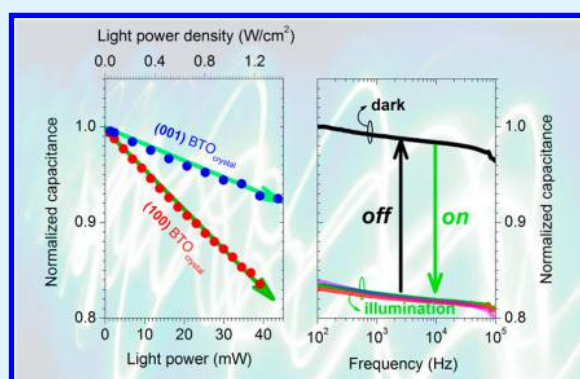 Light power density (W/cm²)
0.0 0.4 0.8 1.2
Normalized capacitance
1.0
0.9
0.8
(001) BTO crystal
(100) BTO crystal
0 10 20 30 40
Light power (mW)
dark
off
on
illumination
1.0
0.9
0.8
Normalized capacitance
10² 10³ 10⁴ 10⁵
Frequency (Hz)